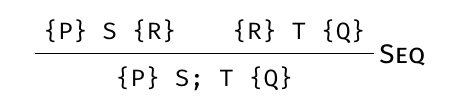 {P} S {R} {R} T {Q}
SEQ
{P} S; T {Q}